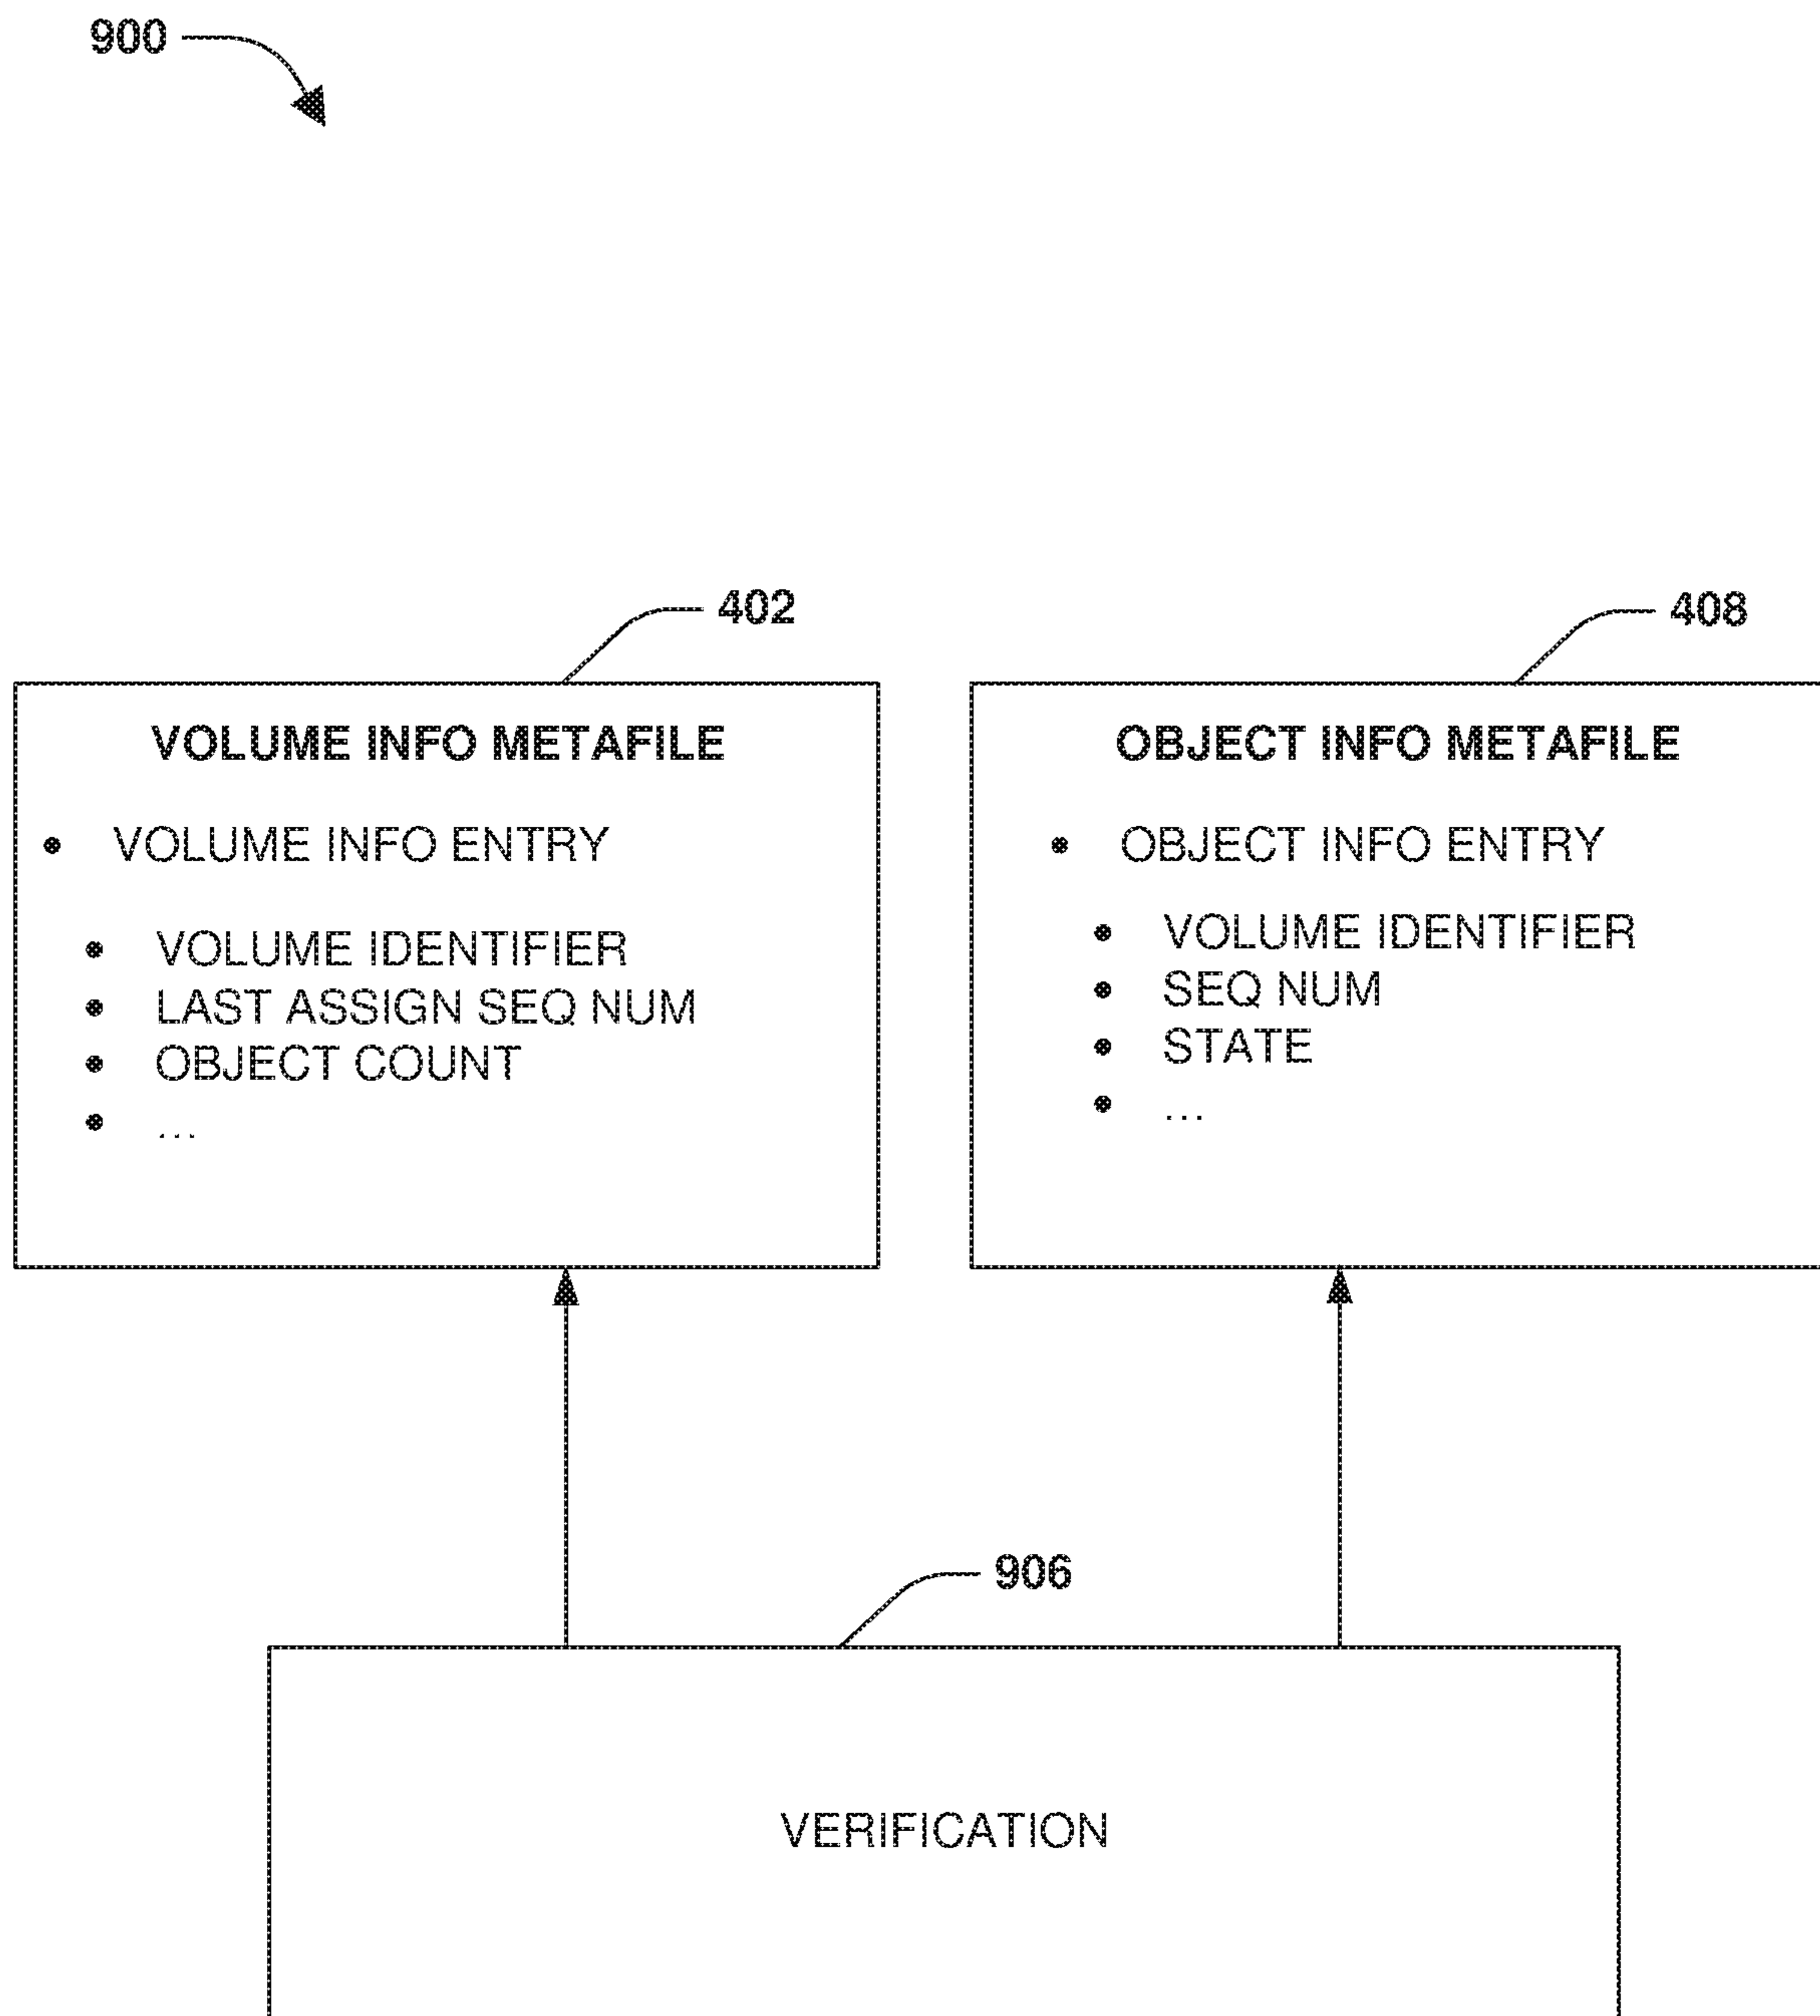 900
402
408
VOLUME INFO METAFILE
• VOLUME INFO ENTRY
• VOLUME IDENTIFIER
• LAST ASSIGN SEQ NUM
• OBJECT COUNT
• ...
OBJECT INFO METAFILE
• OBJECT INFO ENTRY
• VOLUME IDENTIFIER
• SEQ NUM
• STATE
• ...
906
VERIFICATION